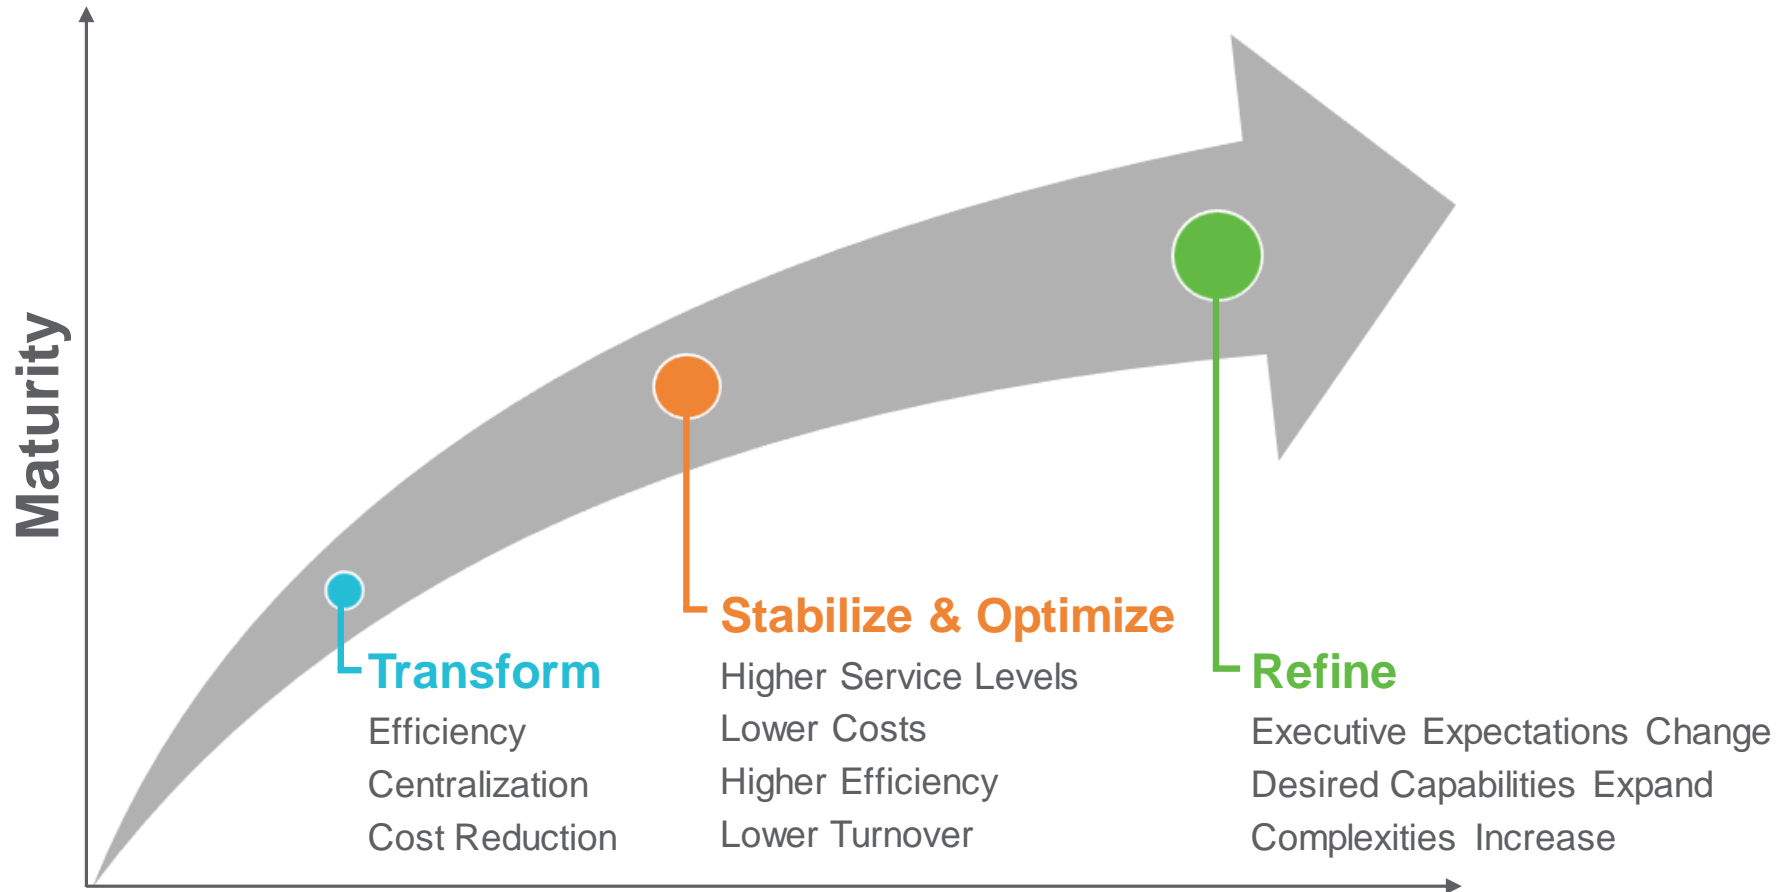 Maturity
Transform
Efficiency
Centralization
Cost Reduction
Stabilize & Optimize
Higher Service Levels
Lower Costs
Higher Efficiency
Lower Turnover
Refine
Executive Expectations Change
Desired Capabilities Expand
Complexities Increase